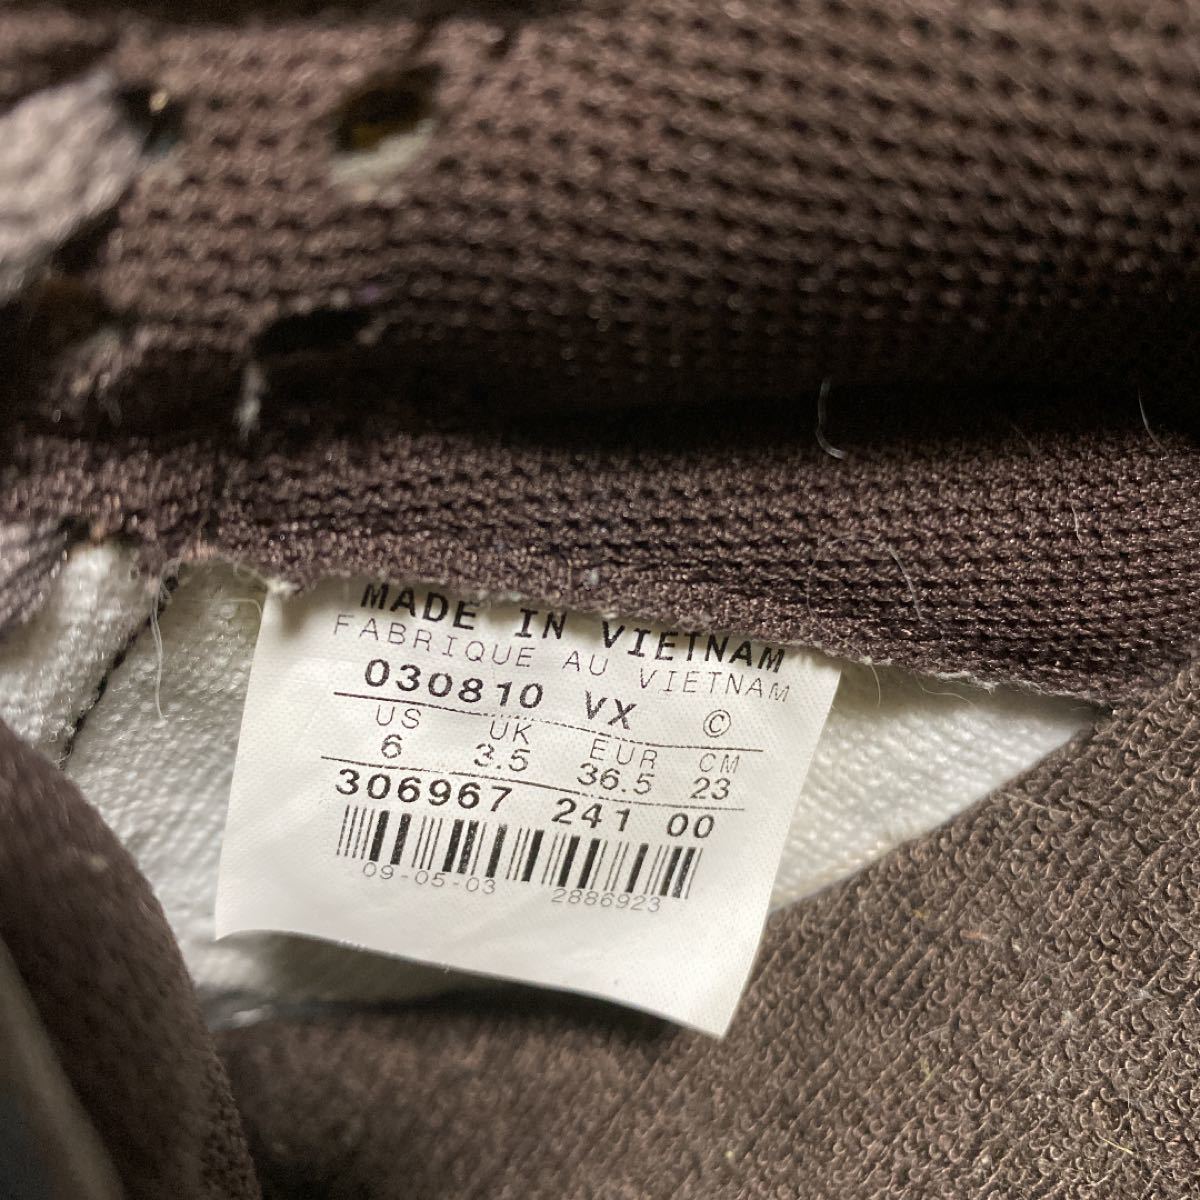 MADE IN VIETNAM
FABRIQUE AU VIETNAM
030810 VX ©
US UK EUR CM
6 3.5 36.5 23
306967 241 00
09-05-03 2886923